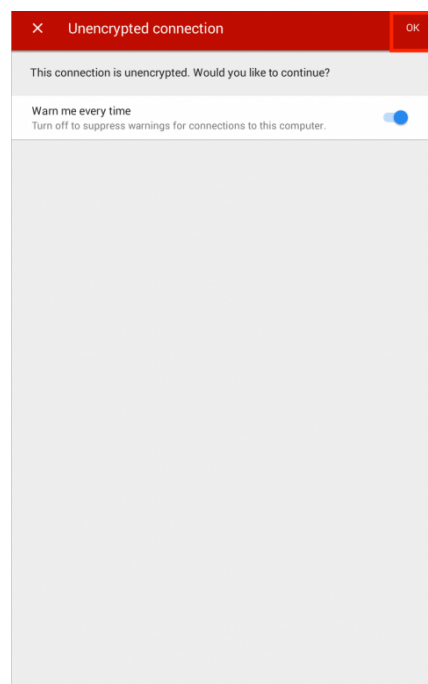 Unencrypted connection OK
This connection is unencrypted. Would you like to continue?
Warn me every time
Turn off to suppress warnings for connections to this computer.